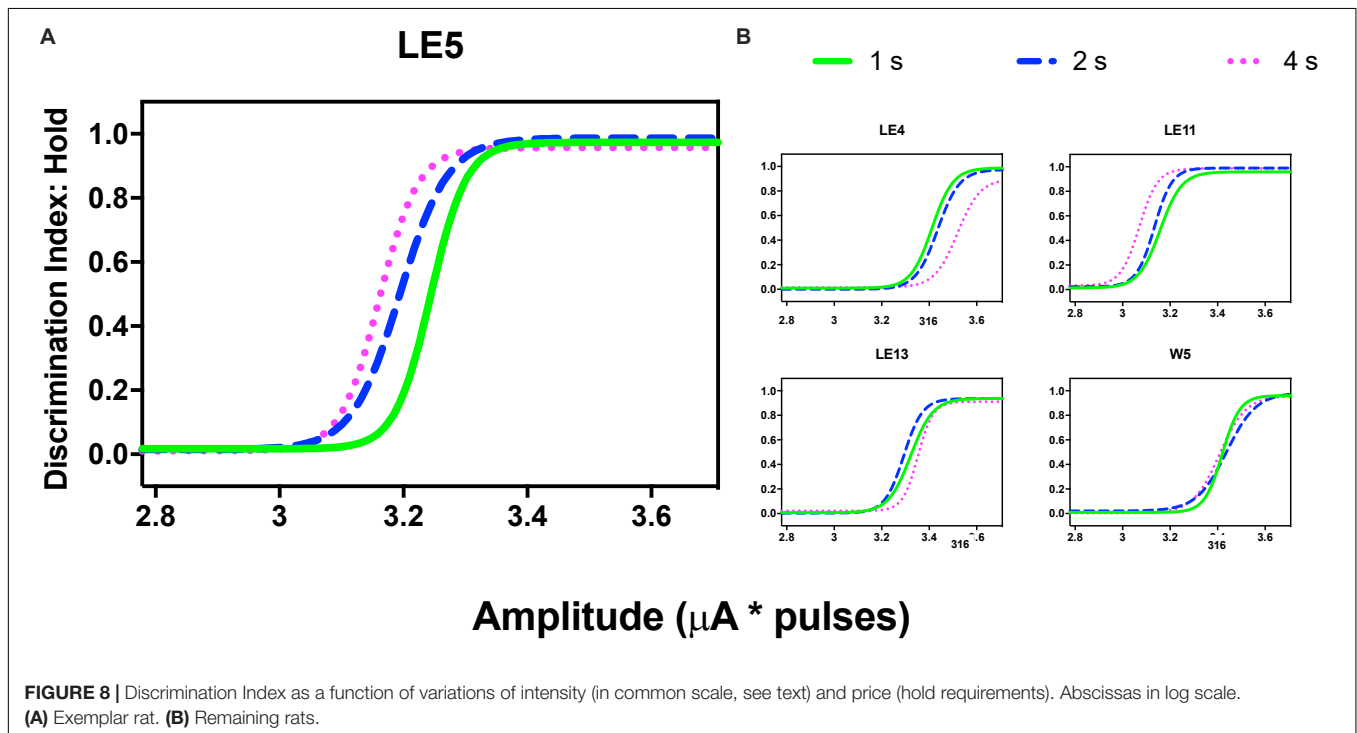 A
LE5
Discrimination Index: Hold
1.0
0.8
0.6
0.4
0.2
0.0
2.8 3 3.2 3.4 3.6
B
1 s 2 s 4 s
LE4
1.0
0.8
0.6
0.4
0.2
0.0
2.8 3 3.2 316 3.6
LE11
1.0
0.8
0.6
0.4
0.2
0.0
2.8 3 3.2 3.4 3.6
LE13
1.0
0.8
0.6
0.4
0.2
0.0
2.8 3 3.2 3.4 3.6
316
W5
1.0
0.8
0.6
0.4
0.2
0.0
2.8 3 3.2 3.4 3.6
316
Amplitude (μA * pulses)
FIGURE 8 | Discrimination Index as a function of variations of intensity (in common scale, see text) and price (hold requirements). Abscissas in log scale.
(A) Exemplar rat. (B) Remaining rats.